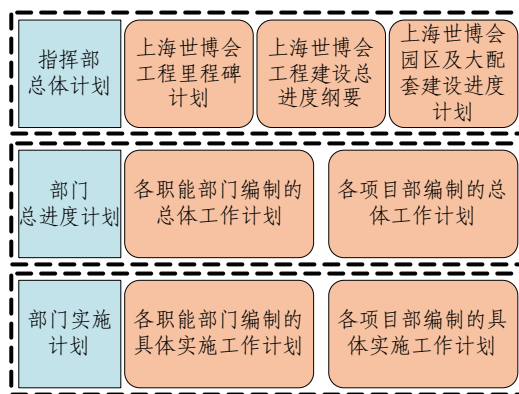 指挥部
总体计划
上海世博会
工程里程碑
计划
上海世博会
工程建设总
进度纲要
上海世博会
园区及大配
套建设进度
计划
部门
总进度计划
各职能部门编制的
总体工作计划
各项目部编制的总
体工作计划
部门实施
计划
各职能部门编制的
具体实施工作计划
各项目部编制的具
体实施工作计划